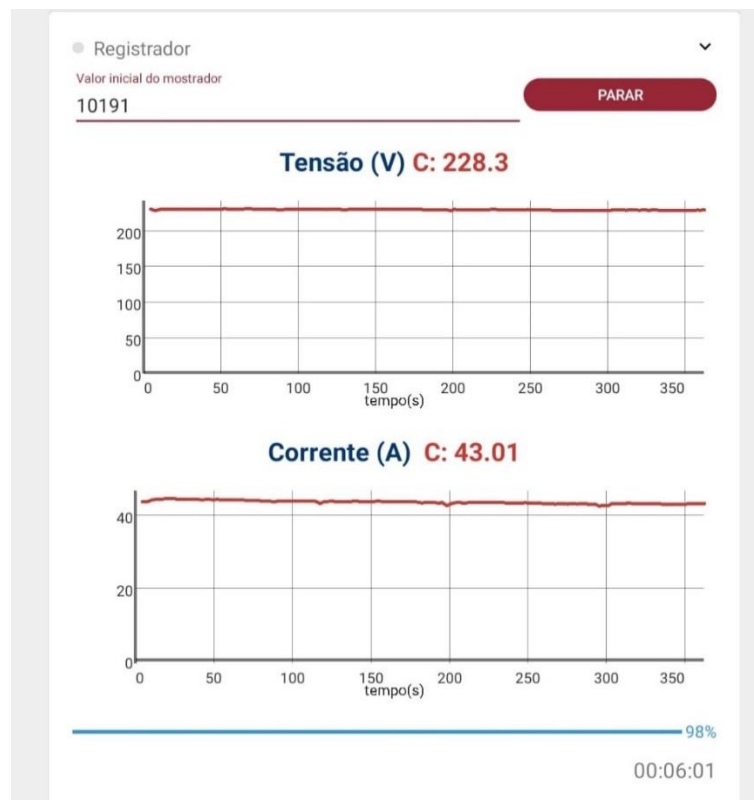 Registrador
Valor inicial do mostrador
10191
PARAR
Tensão (V) C: 228.3
200
150
100
50
0
0 50 100 150 200 250 300 350
tempo(s)
Corrente (A) C: 43.01
40
20
0
0 50 100 150 200 250 300 350
tempo(s)
98%
00:06:01